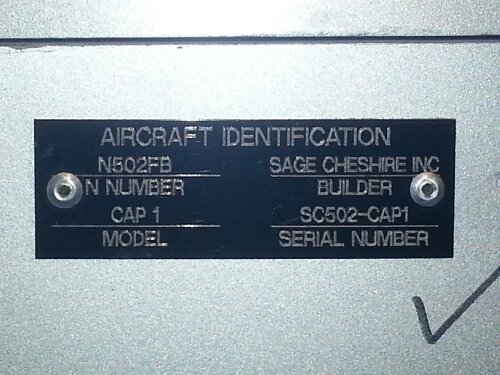 AIRCRAFT IDENTIFICATION
N502FB SAGE CHESHIRE INC
N NUMBER BUILDER
CAP 1 SC502-CAP1
MODEL SERIAL NUMBER